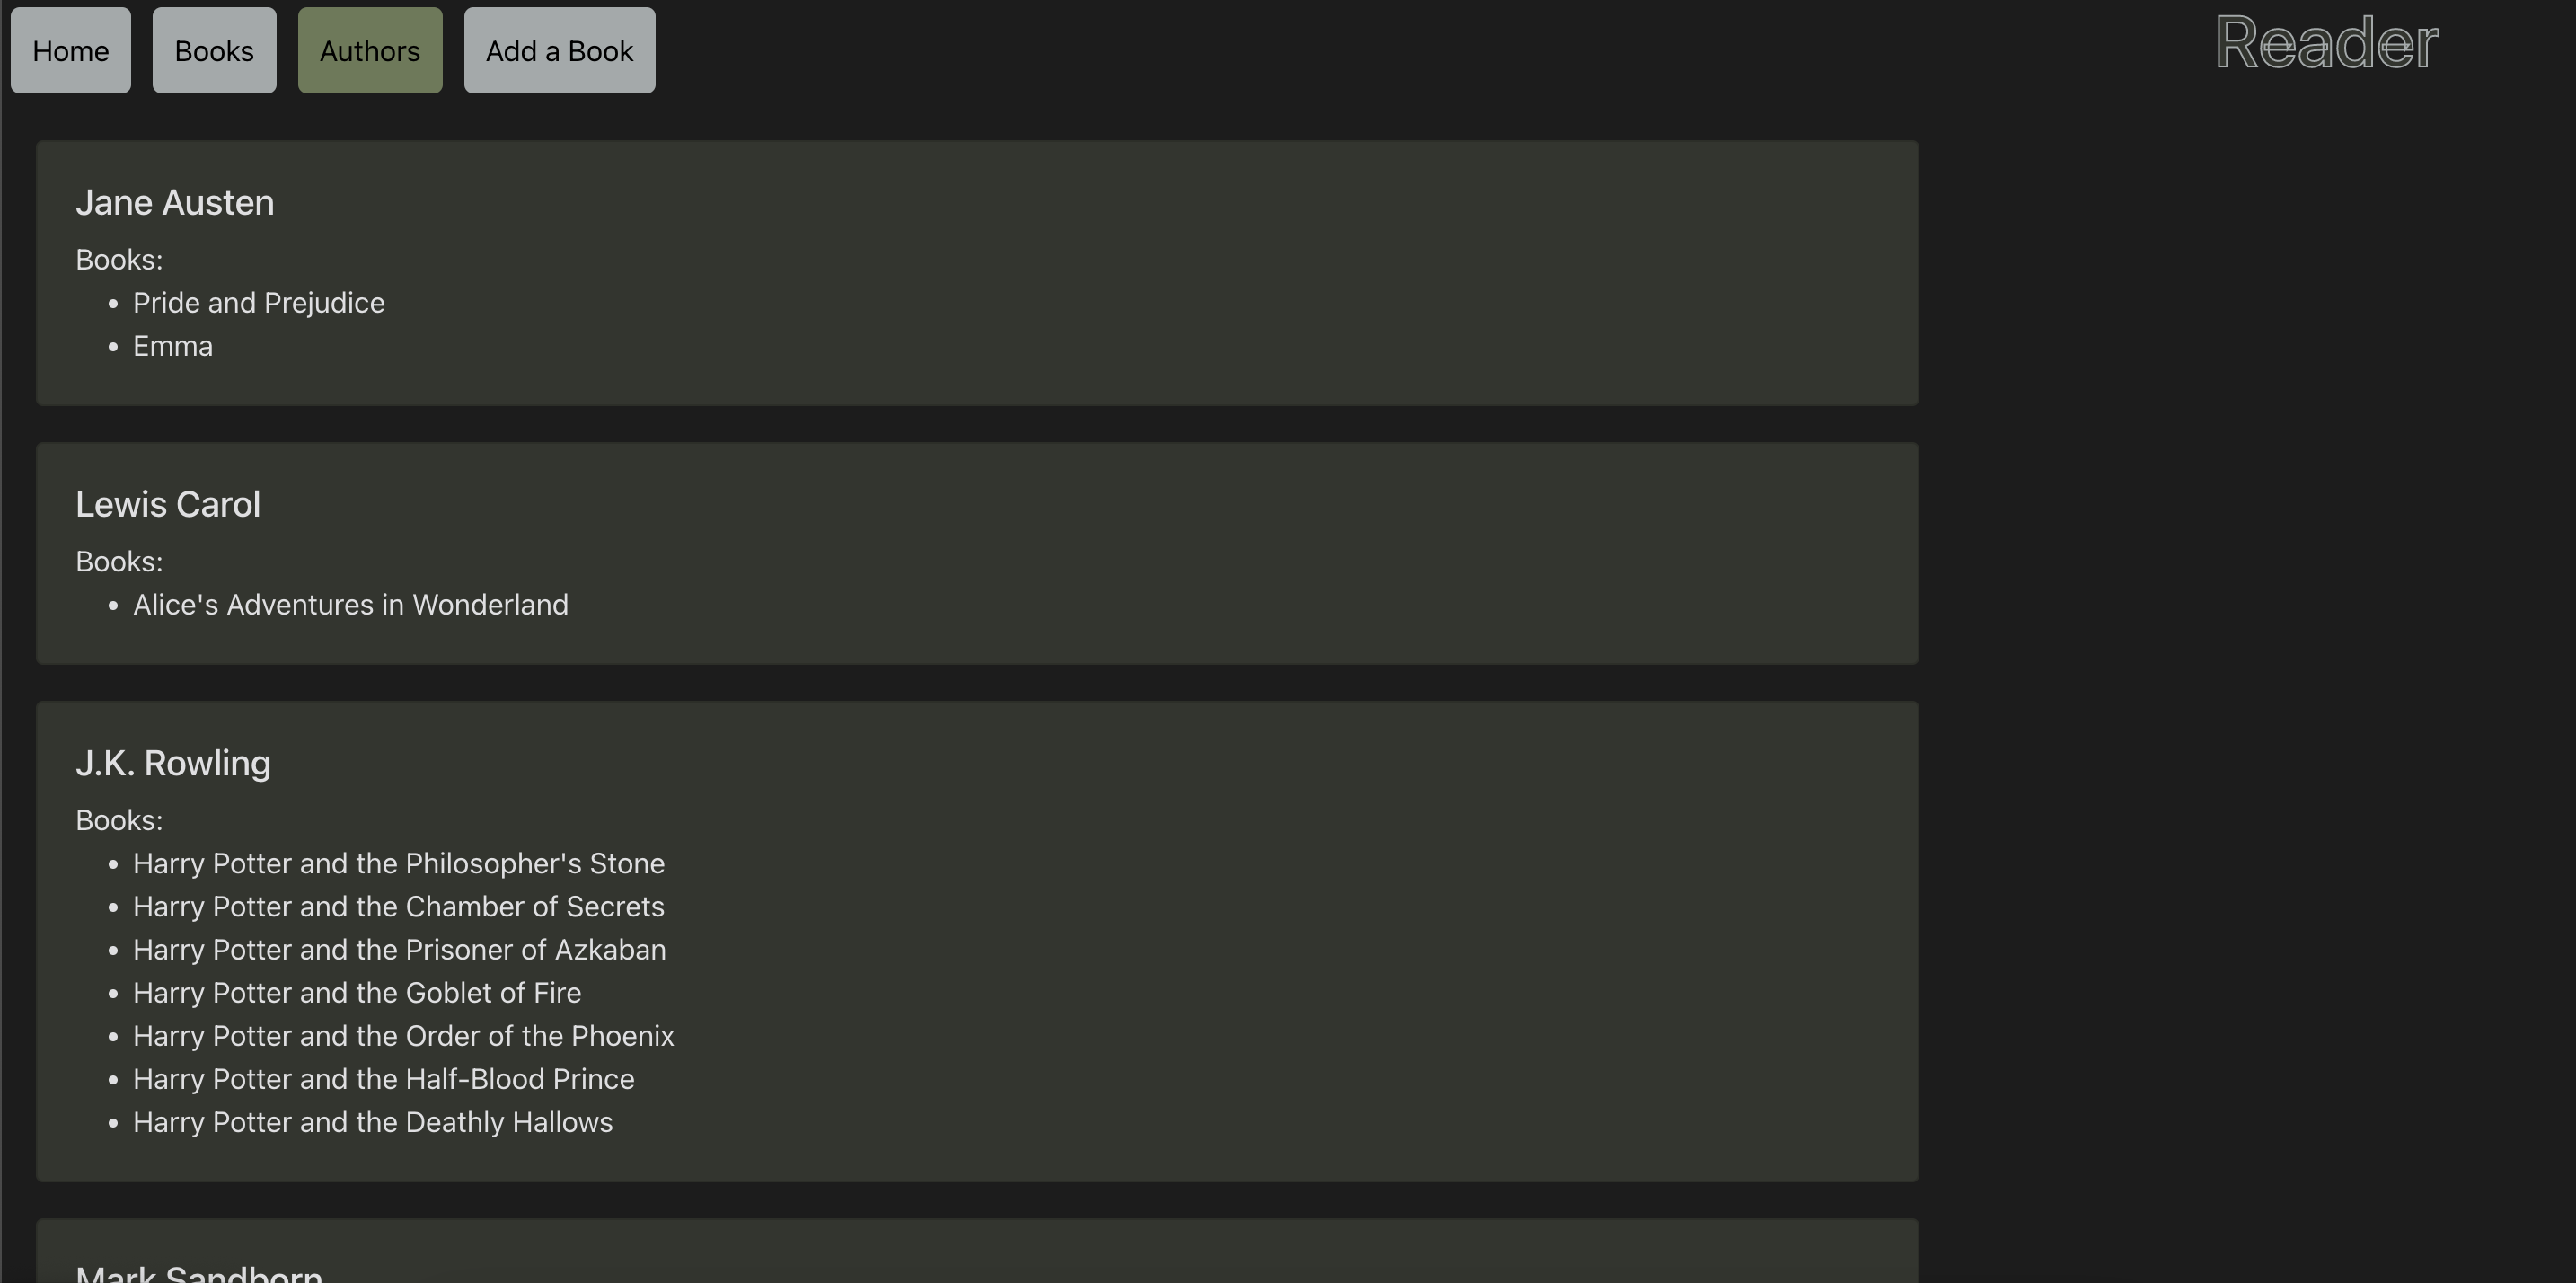 Home Books Authors Add a Book Reader
Jane Austen
Books:
• Pride and Prejudice
• Emma
Lewis Carol
Books:
• Alice's Adventures in Wonderland
J.K. Rowling
Books:
• Harry Potter and the Philosopher's Stone
• Harry Potter and the Chamber of Secrets
• Harry Potter and the Prisoner of Azkaban
• Harry Potter and the Goblet of Fire
• Harry Potter and the Order of the Phoenix
• Harry Potter and the Half-Blood Prince
• Harry Potter and the Deathly Hallows
Mark Sandborn